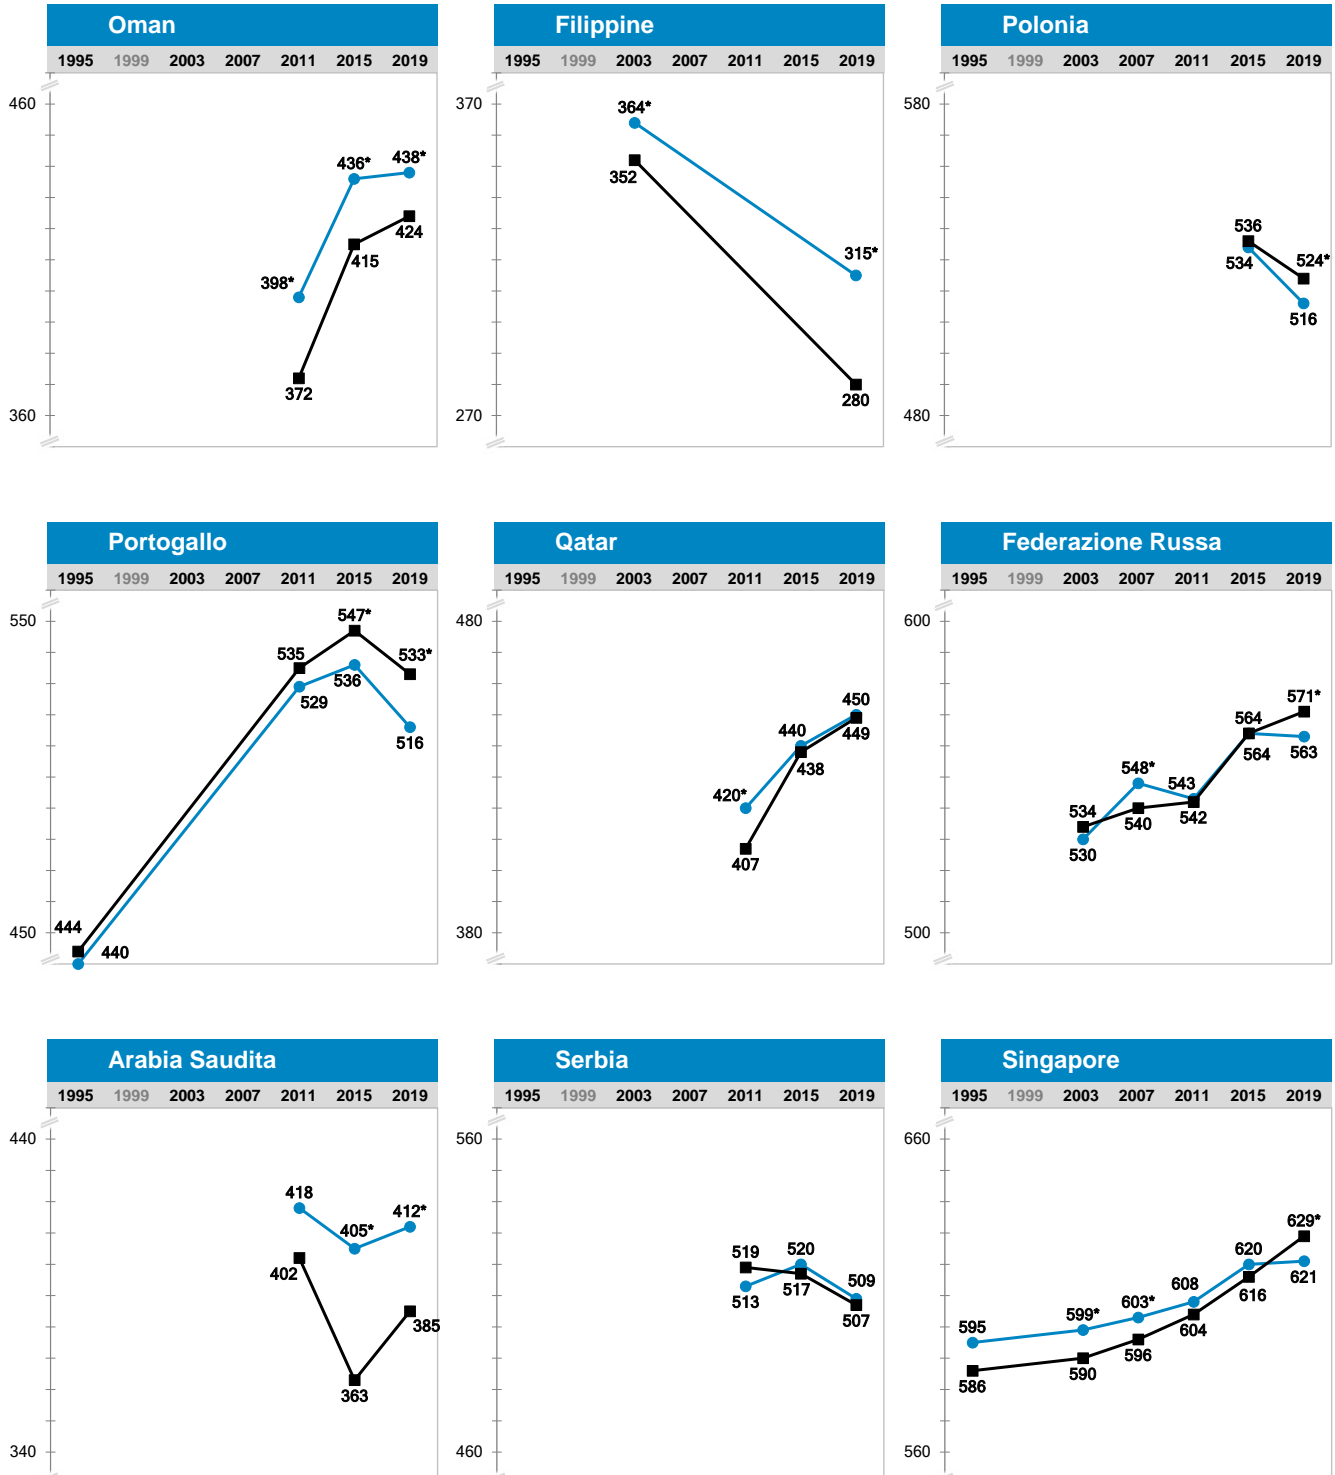 Oman Filippine Polonia
1995 1999 2003 2007 2011 2015 2019 1995 1999 2003 2007 2011 2015 2019 1995 1999 2003 2007 2011 2015 2019
460 370 580
364*
438*
436*
352
424
415
536
534
524*
315*
398*
516
372
280
360 270 480
Portogallo Qatar Federazione Russa
1995 1999 2003 2007 2011 2015 2019 1995 1999 2003 2007 2011 2015 2019 1995 1999 2003 2007 2011 2015 2019
550 480 600
547*
535 533*
536
529
516
450
440
449
438
420*
407
571*
564
564 563
548* 543
534 540 542
530
444
440
450 380 500
Arabia Saudita Serbia Singapore
1995 1999 2003 2007 2011 2015 2019 1995 1999 2003 2007 2011 2015 2019 1995 1999 2003 2007 2011 2015 2019
440 560 660
418
405* 412*
402
385
363
519 520
513 517 509
507
629*
620
621
608 616
595 599* 603* 604
586 590 596
340 460 560